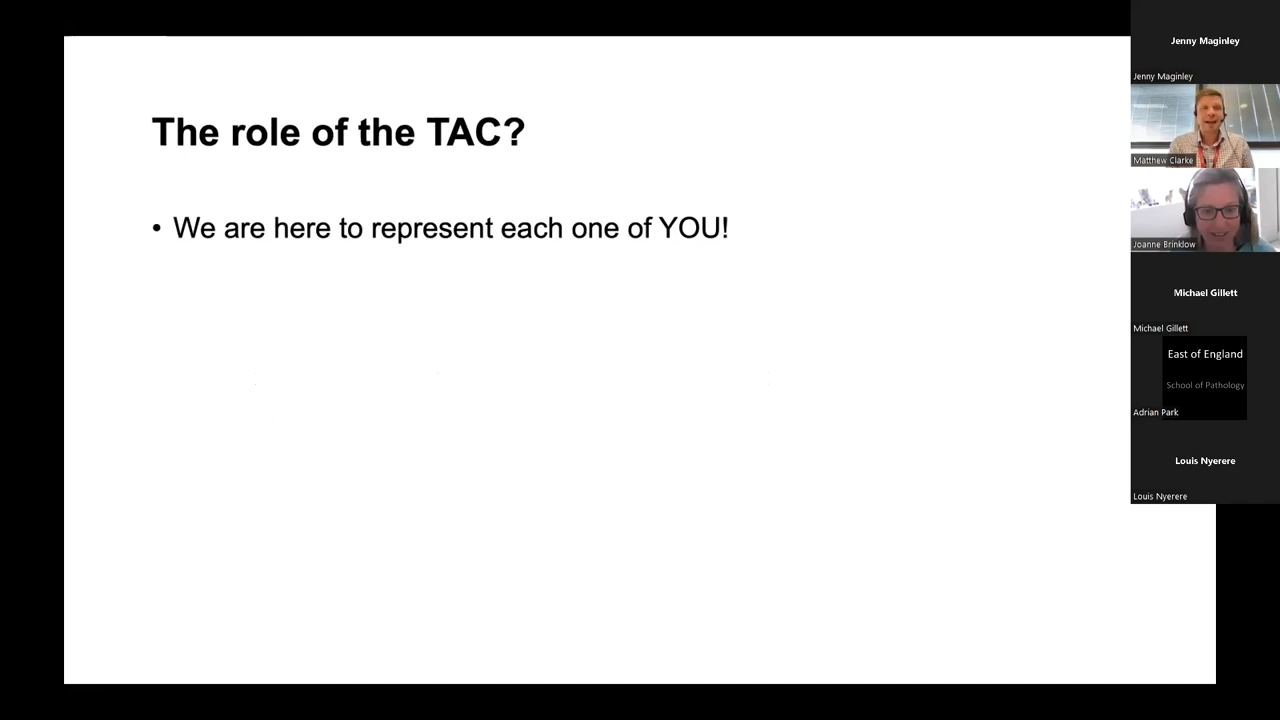 The role of the TAC?
• We are here to represent each one of YOU!
Jenny Maginley
Jenny Maginley
Matthew Clarke
Joanne Brinklow
Michael Gillett
Michael Gillett
East of England
School of Pathology
Adrian Park
Louis Nyerere
Louis Nyerere